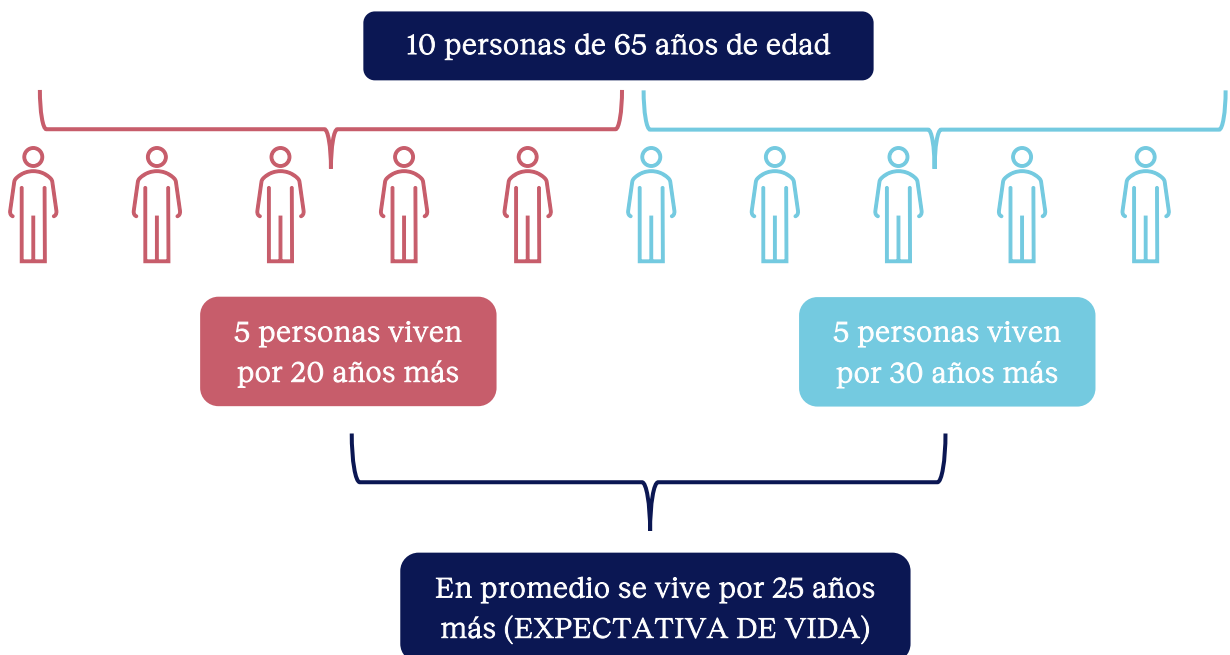 10 personas de 65 años de edad
5 personas viven
por 20 años más
5 personas viven
por 30 años más
En promedio se vive por 25 años
más (EXPECTATIVA DE VIDA)